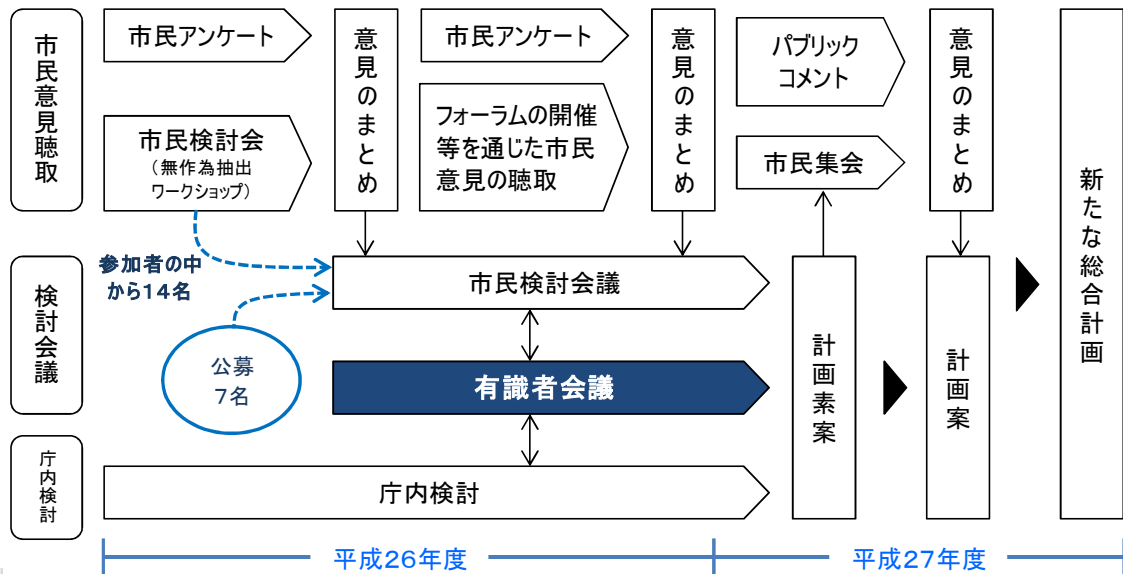 市民意見聴取
市民アンケート
市民検討会
（無作為抽出
ワークショップ）
意見のまとめ
市民アンケート
フォーラムの開催
等を通じた市民
意見の聴取
意見のまとめ
パブリック
コメント
市民集会
意見のまとめ
新たな総合計画
検討会議
参加者の中
から14名
公募
7名
市民検討会議
有識者会議
計画素案
計画案
庁内検討
庁内検討
平成26年度
平成27年度